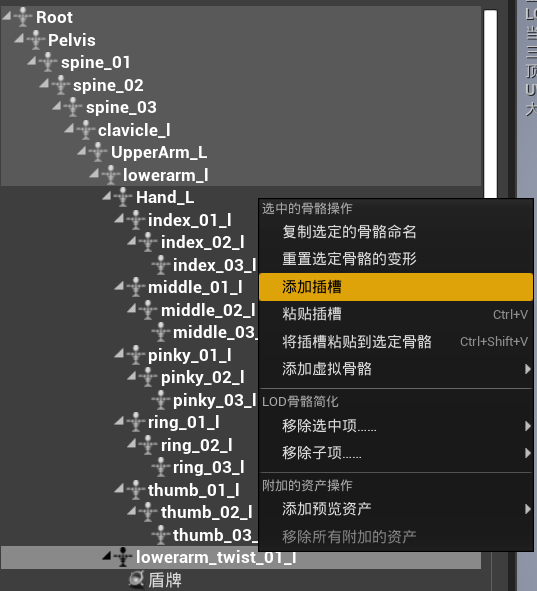 Root
Pelvis
spine_01
spine_02
spine_03
clavicle_l
UpperArm_L
lowerarm_l
Hand_L
index_01_l
index_02_l
index_03_l
middle_01_l
middle_02_l
middle_03_
pinky_01_l
pinky_02_l
pinky_03_l
ring_01_l
ring_02_l
ring_03_l
thumb_01_l
thumb_02_l
thumb_03_
lowerarm_twist_01_l
盾牌
选中的骨骼操作
复制选定的骨骼命名
重置选定骨骼的变形
添加插槽
粘贴插槽 Ctrl+V
将插槽粘贴到选定骨骼 Ctrl+Shift+V
添加虚拟骨骼
LOD骨骼简化
移除选中项......
移除子项......
附加的资产操作
添加预览资产
移除所有附加的资产
LO
当
三
顶
U
大